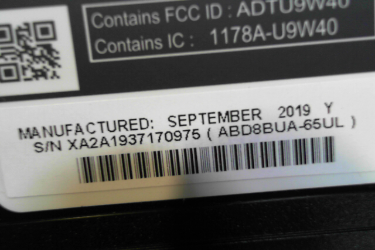 Contains FCC ID : ADTU9W40
Contains IC : 1178A-U9W40
MANUFACTURED: SEPTEMBER 2019 Y
S/N XA2A1937170975 ( ABD8BUA-65UL )